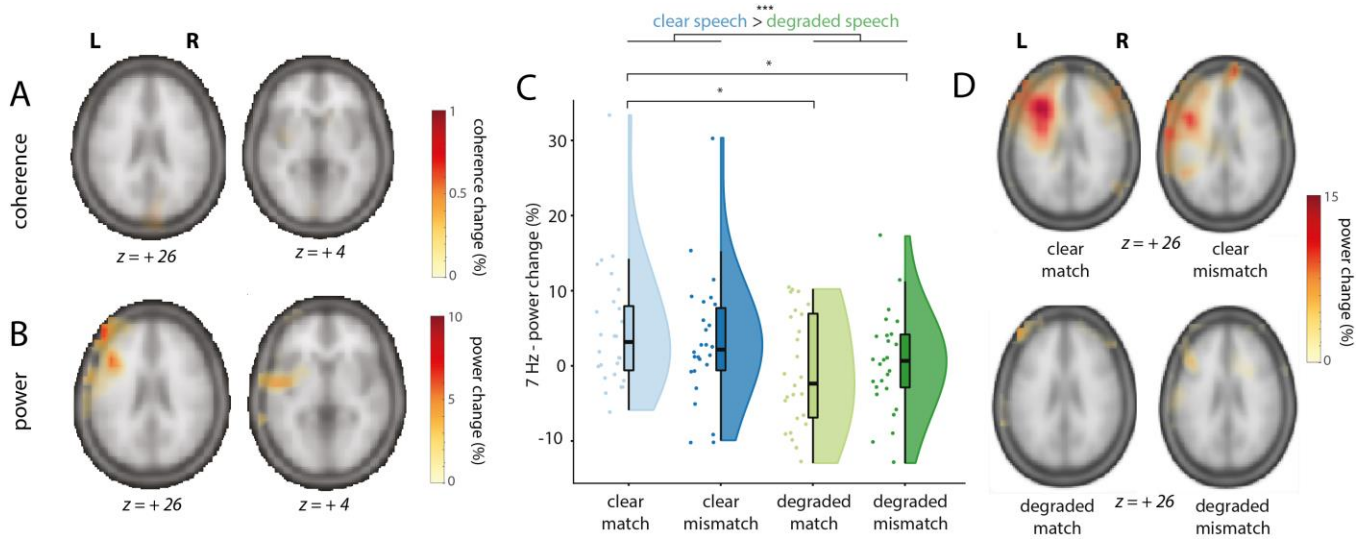 L R
A
coherence
z = + 26
z = + 4
1
0.5
0
coherence change (%)
B
power
z = + 26
z = + 4
10
5
0
power change (%)
***
clear speech > degraded speech
*
*
C
7 Hz - power change (%)
30
20
10
0
-10
clear
match
clear
mismatch
degraded
match
degraded
mismatch
L R
D
clear
match
z = + 26
clear
mismatch
15
0
power change (%)
degraded
match
z = + 26
degraded
mismatch